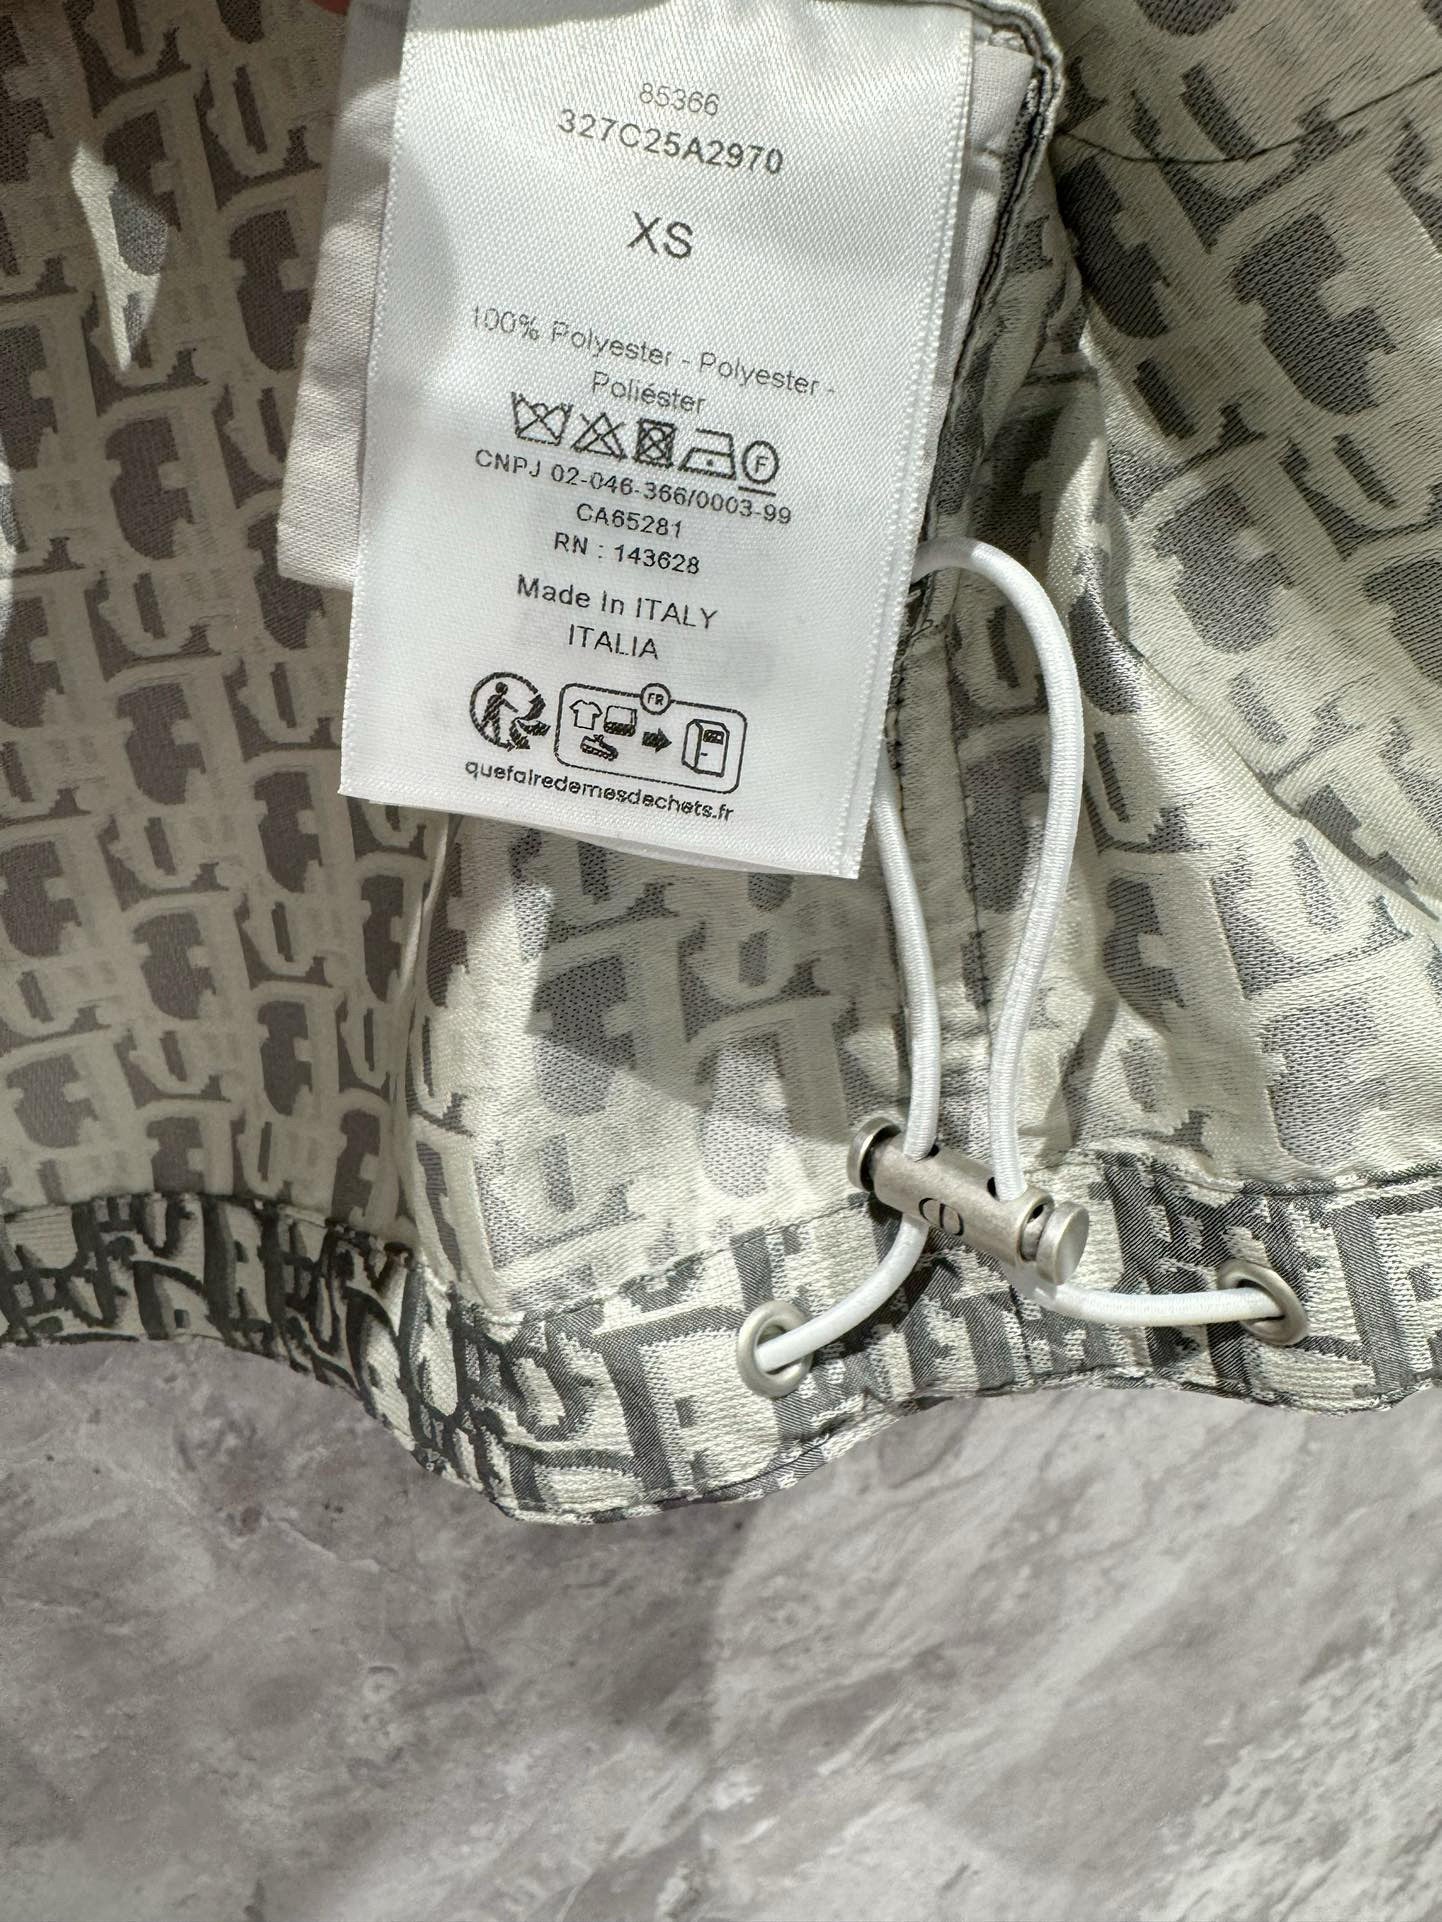 85366
327C25A2970
XS
100% Polyester - Polyester -
Poliéster
F
CNPJ 02-046-366/0003-99
CA65281
RN : 143628
Made In ITALY
ITALIA
FR
quefairedemesdechets.fr